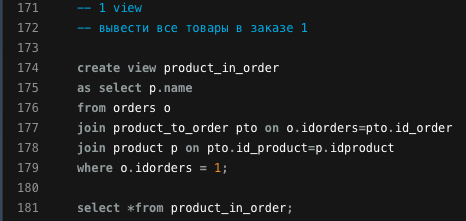 171 -- 1 view
172 -- вывести все товары в заказе 1
173
174 create view product_in_order
175 as select p.name
176 from orders o
177 join product_to_order pto on o.idorders=pto.id_order
178 join product p on pto.id_product=p.idproduct
179 where o.idorders = 1;
180
181 select *from product_in_order;